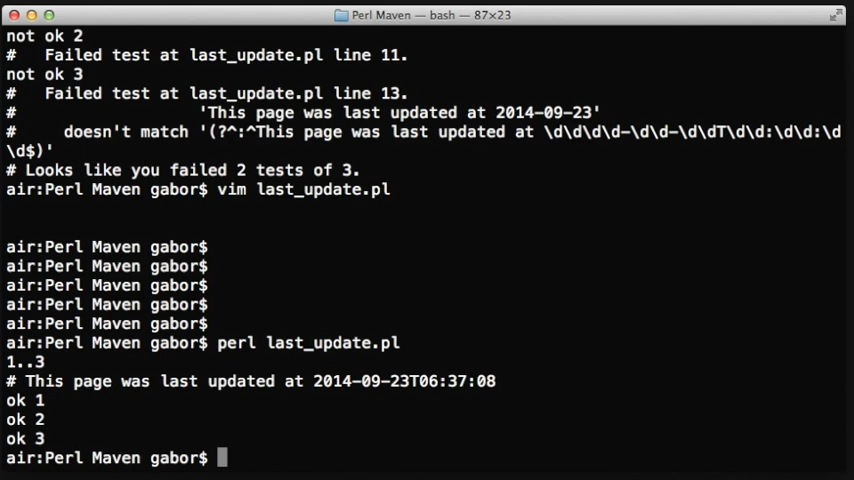 Perl Maven — bash — 87×23
not ok 2
#   Failed test at last_update.pl line 11.
not ok 3
#   Failed test at last_update.pl line 13.
#                   'This page was last updated at 2014-09-23'
#     doesn't match '(?^:^This page was last updated at \d\d\d\d-\d\d-\d\dT\d\d:\d\d:\d
\d$)'
# Looks like you failed 2 tests of 3.
air:Perl Maven gabor$ vim last_update.pl
air:Perl Maven gabor$
air:Perl Maven gabor$
air:Perl Maven gabor$
air:Perl Maven gabor$
air:Perl Maven gabor$
air:Perl Maven gabor$ perl last_update.pl
1..3
# This page was last updated at 2014-09-23T06:37:08
ok 1
ok 2
ok 3
air:Perl Maven gabor$